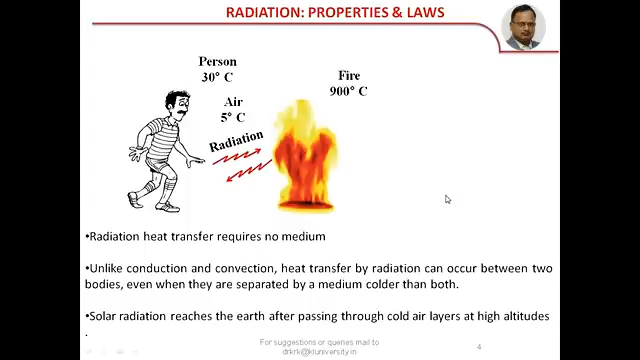 RADIATION: PROPERTIES & LAWS
Person
30° C
Fire
900° C
Air
5° C
Radiation
•Radiation heat transfer requires no medium
•Unlike conduction and convection, heat transfer by radiation can occur between two
bodies, even when they are separated by a medium colder than both.
•Solar radiation reaches the earth after passing through cold air layers at high altitudes
.
For suggestions or queries mail to
drkrk@kluniversity.in
4